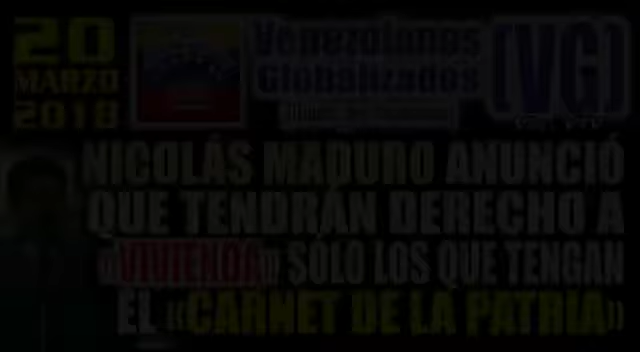 20
MARZO
2018
Venezolanos
Globalizados
(VG)
NICOLÁS MADURO ANUNCIÓ
QUE TENDRÁN DERECHO A
«VIVIENDA» SOLO LOS QUE TENGAN
EL «CARNET DE LA PATRIA»